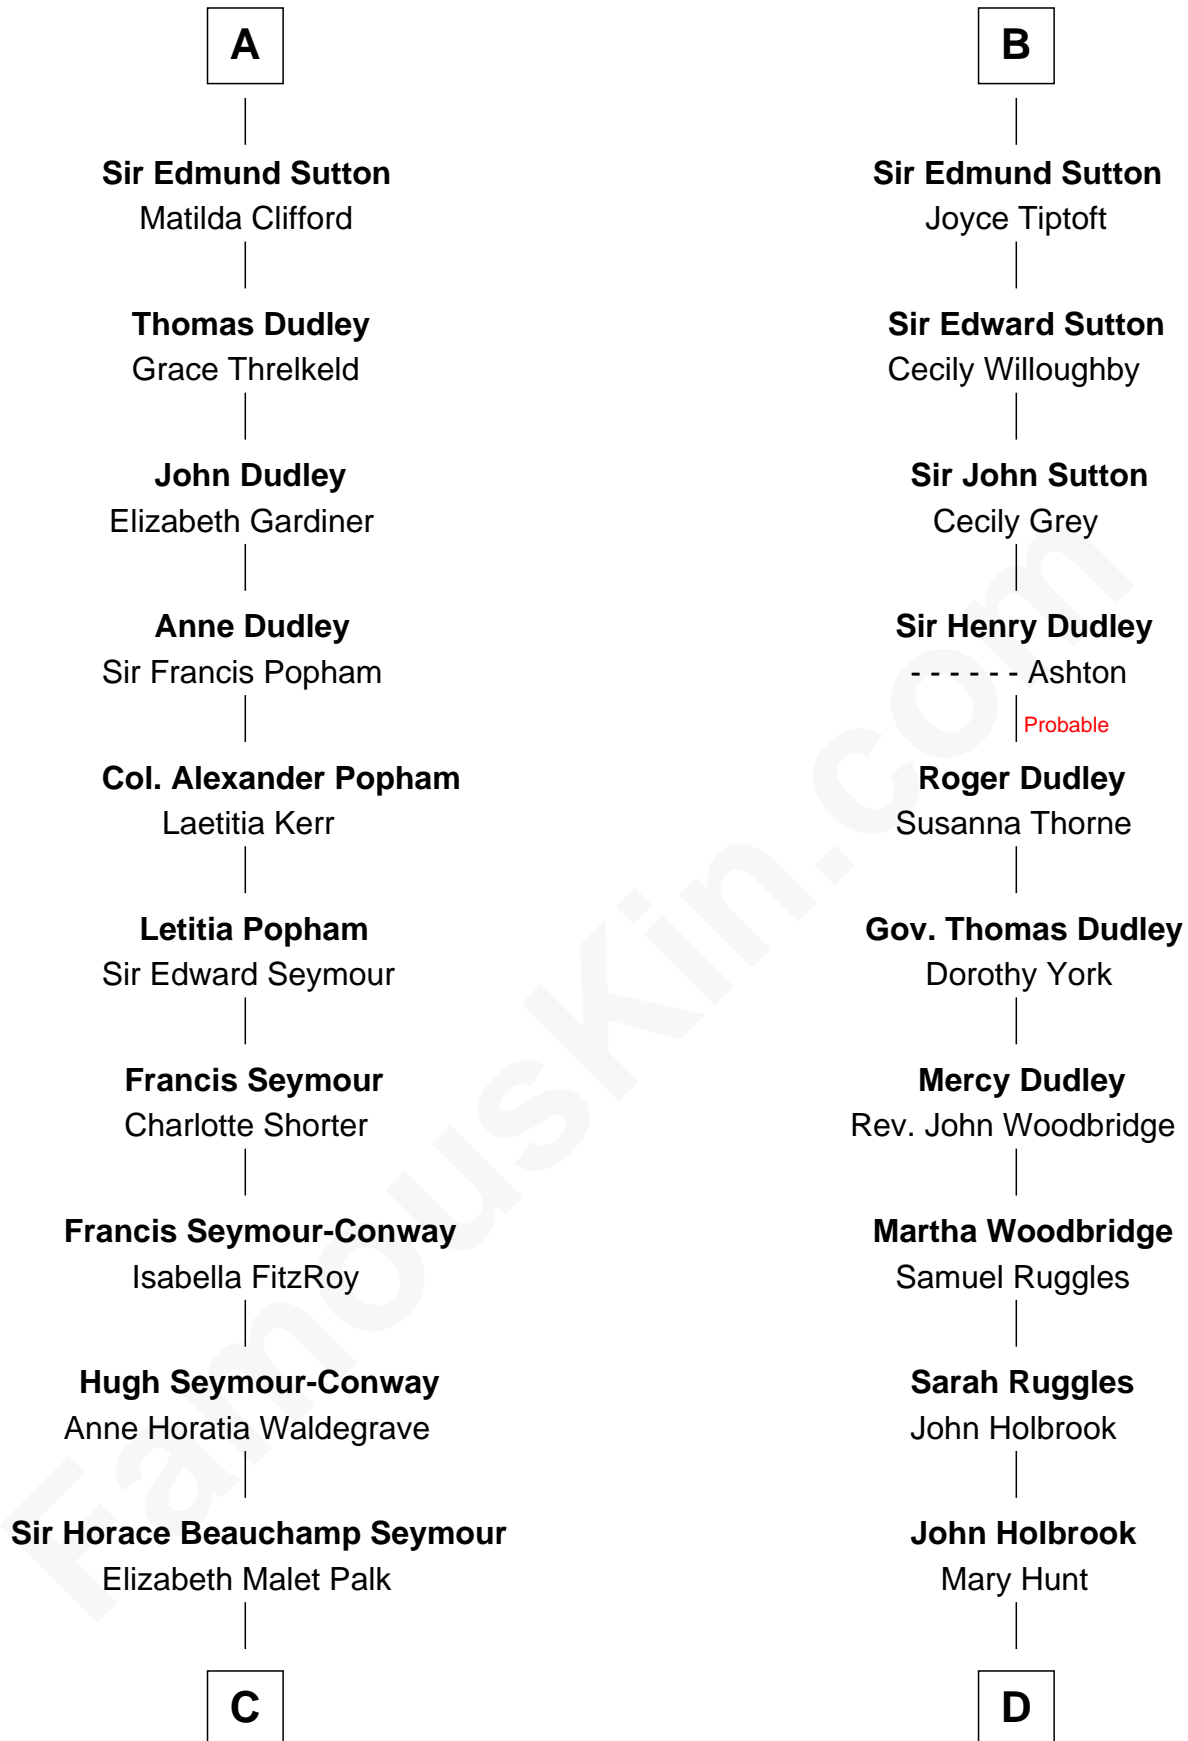 A
Sir Edmund Sutton
Matilda Clifford
Thomas Dudley
Grace Threlkeld
John Dudley
Elizabeth Gardiner
Anne Dudley
Sir Francis Popham
Col. Alexander Popham
Laetitia Kerr
Letitia Popham
Sir Edward Seymour
Francis Seymour
Charlotte Shorter
Francis Seymour-Conway
Isabella FitzRoy
Hugh Seymour-Conway
Anne Horatia Waldegrave
Sir Horace Beauchamp Seymour
Elizabeth Malet Palk
C
B
Sir Edmund Sutton
Joyce Tiptoft
Sir Edward Sutton
Cecily Willoughby
Sir John Sutton
Cecily Grey
Sir Henry Dudley
- - - - - - Ashton
Probable
Roger Dudley
Susanna Thorne
Gov. Thomas Dudley
Dorothy York
Mercy Dudley
Rev. John Woodbridge
Martha Woodbridge
Samuel Ruggles
Sarah Ruggles
John Holbrook
John Holbrook
Mary Hunt
D
FamousKin.com